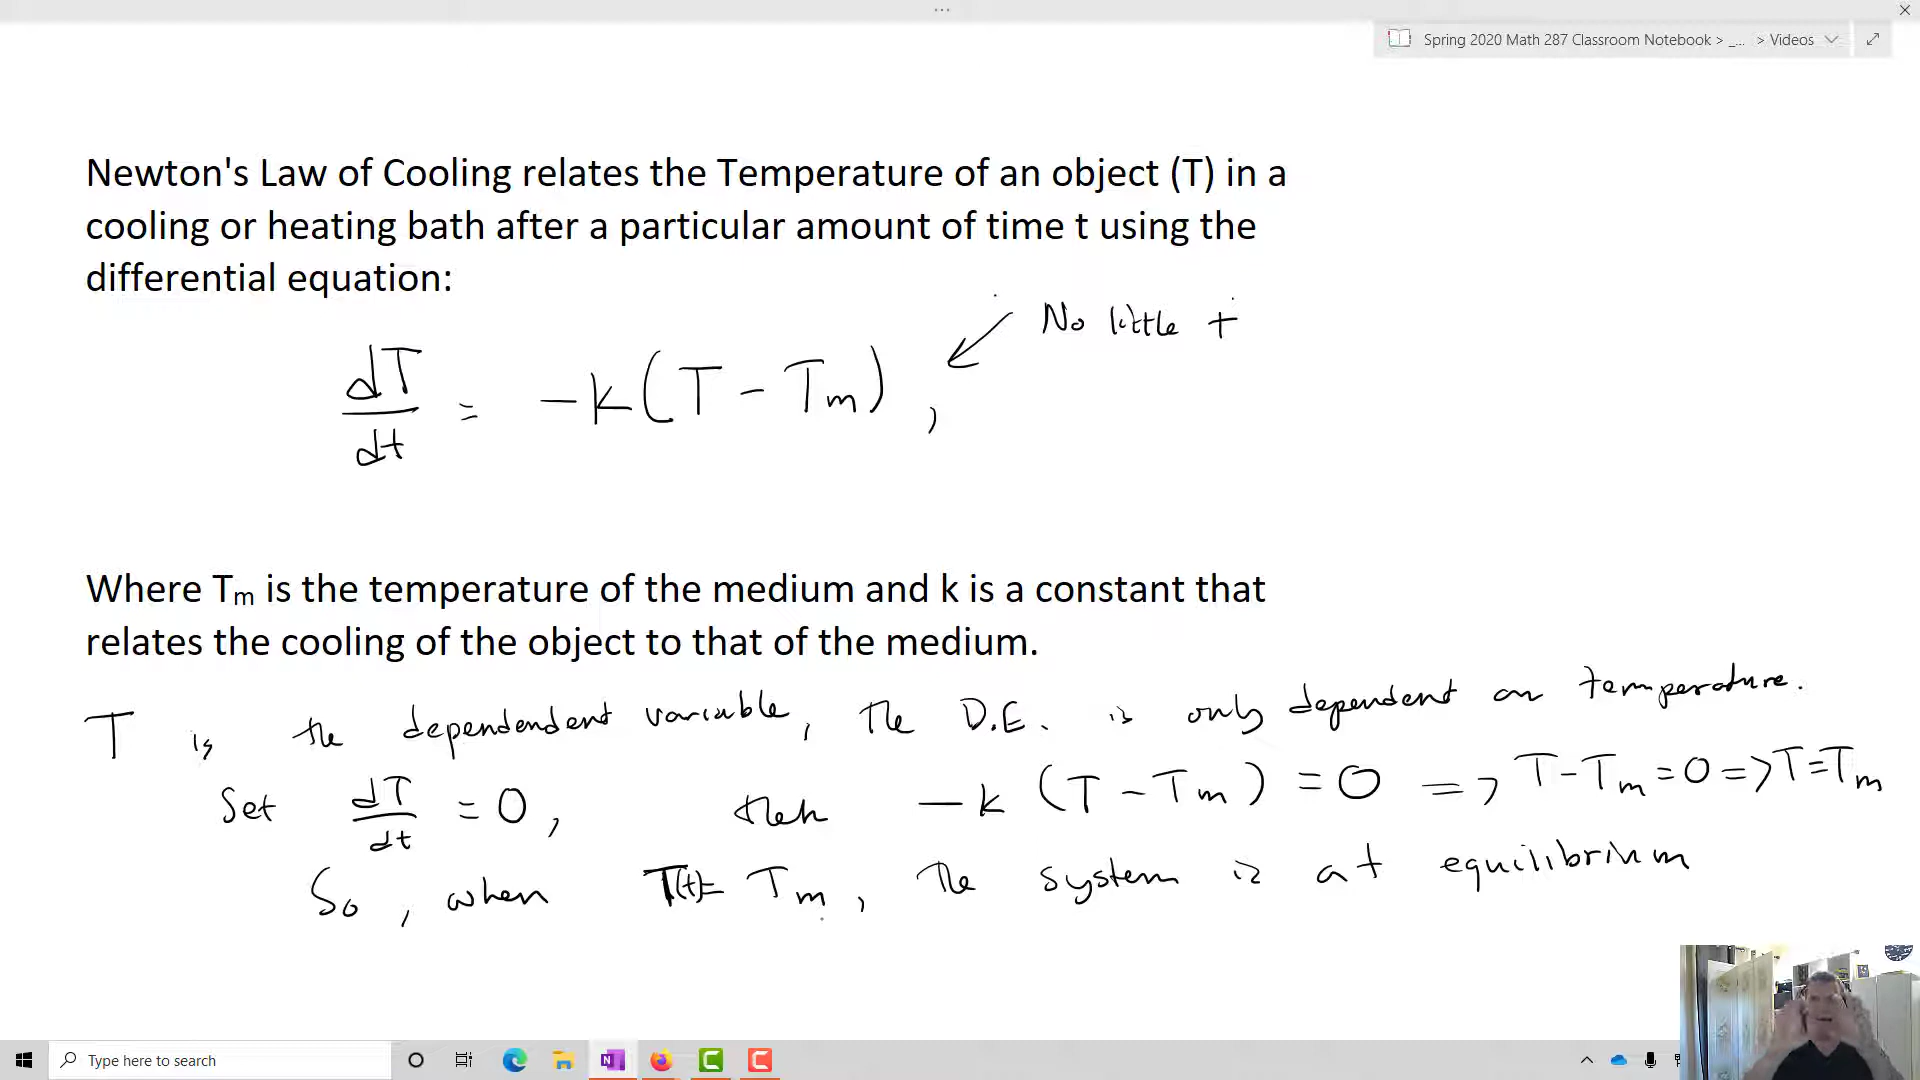 Spring 2020 Math 287 Classroom Notebook > _... > Videos
Newton's Law of Cooling relates the Temperature of an object (T) in a
cooling or heating bath after a particular amount of time t using the
differential equation:
No little t
dT/dt = -k(T - Tm),
Where Tm is the temperature of the medium and k is a constant that
relates the cooling of the object to that of the medium.
T is the dependendent variable, the D.E. is only dependent on temperature.
Set dT/dt = 0, then -k (T - Tm) = 0 => T - Tm = 0 => T = Tm
So, when T(t) = Tm, the system is at equilibrium
Type here to search